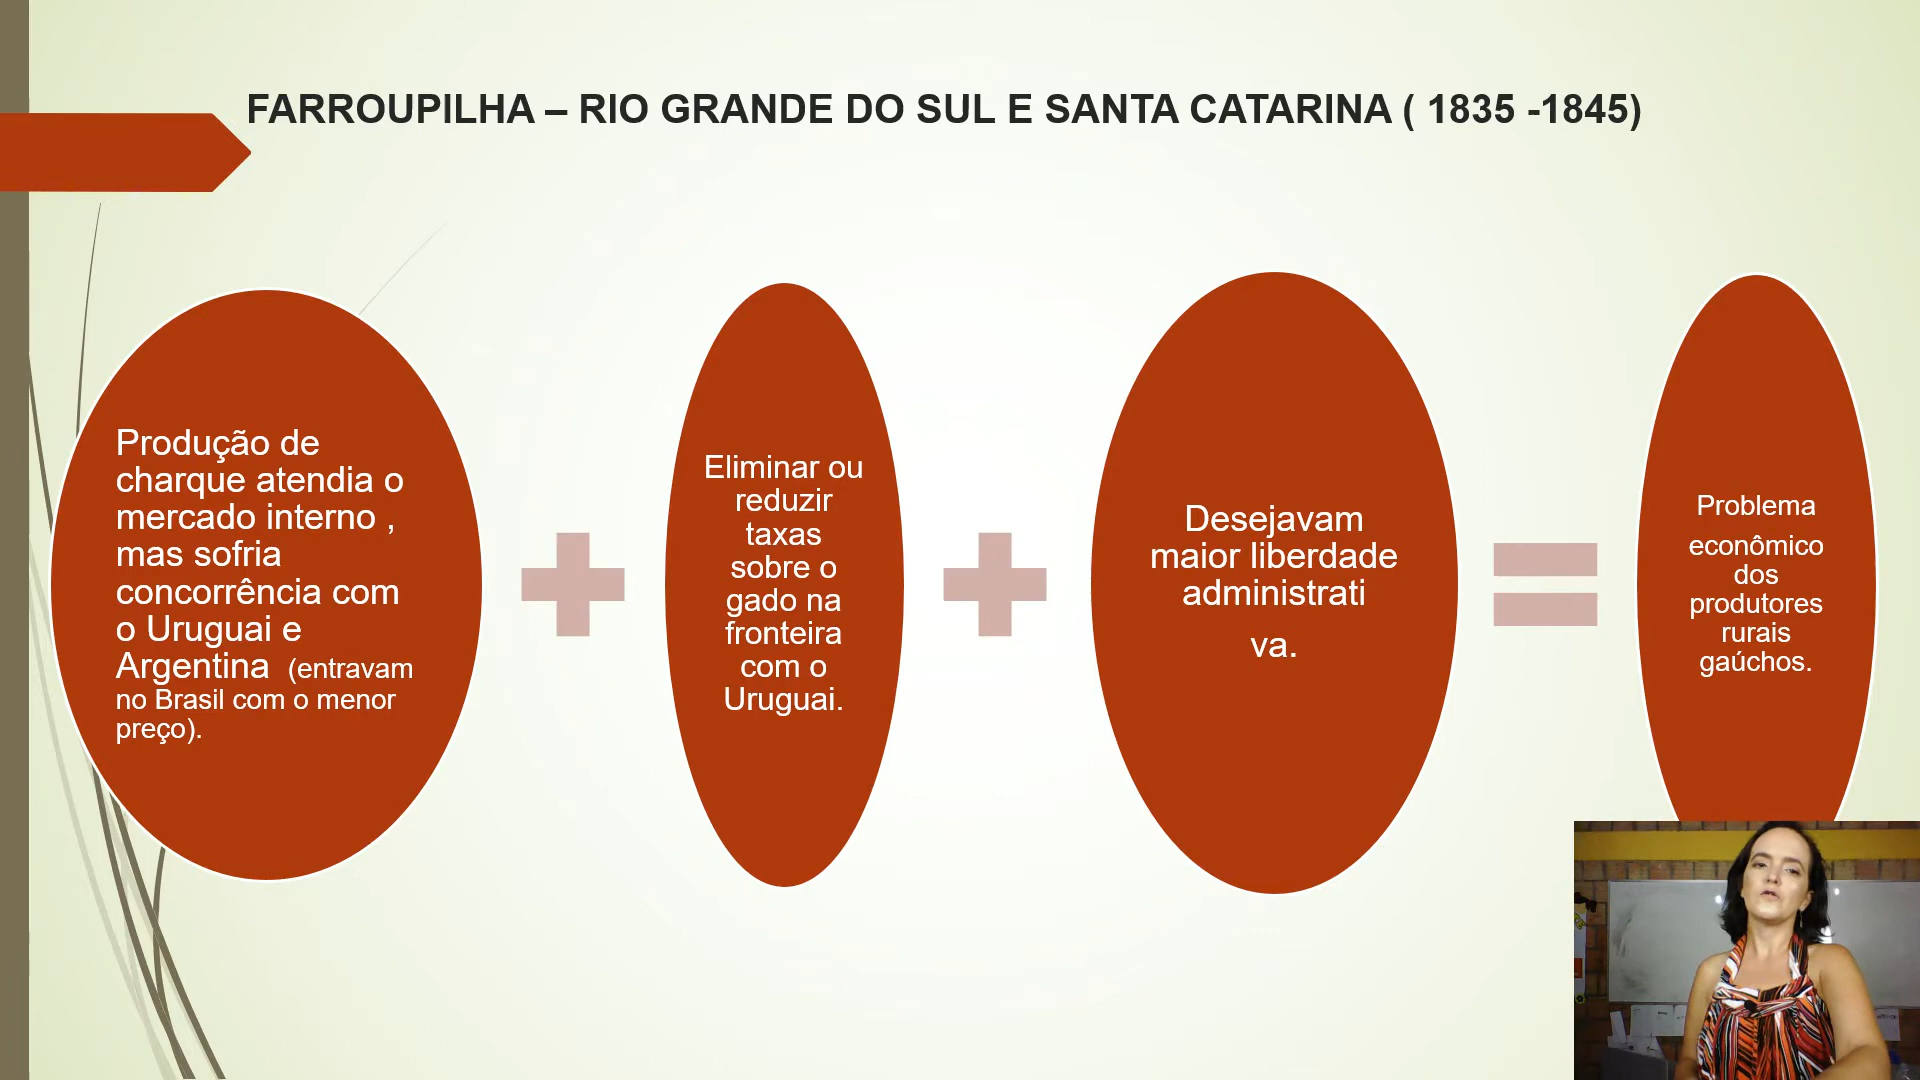 FARROUPILHA – RIO GRANDE DO SUL E SANTA CATARINA ( 1835 -1845)
Produção de
charque atendia o
mercado interno ,
mas sofria
concorrência com
o Uruguai e
Argentina (entravam
no Brasil com o menor
preço).
Eliminar ou
reduzir
taxas
sobre o
gado na
fronteira
com o
Uruguai.
Desejavam
maior liberdade
administrati
va.
Problema
econômico
dos
produtores
rurais
gaúchos.